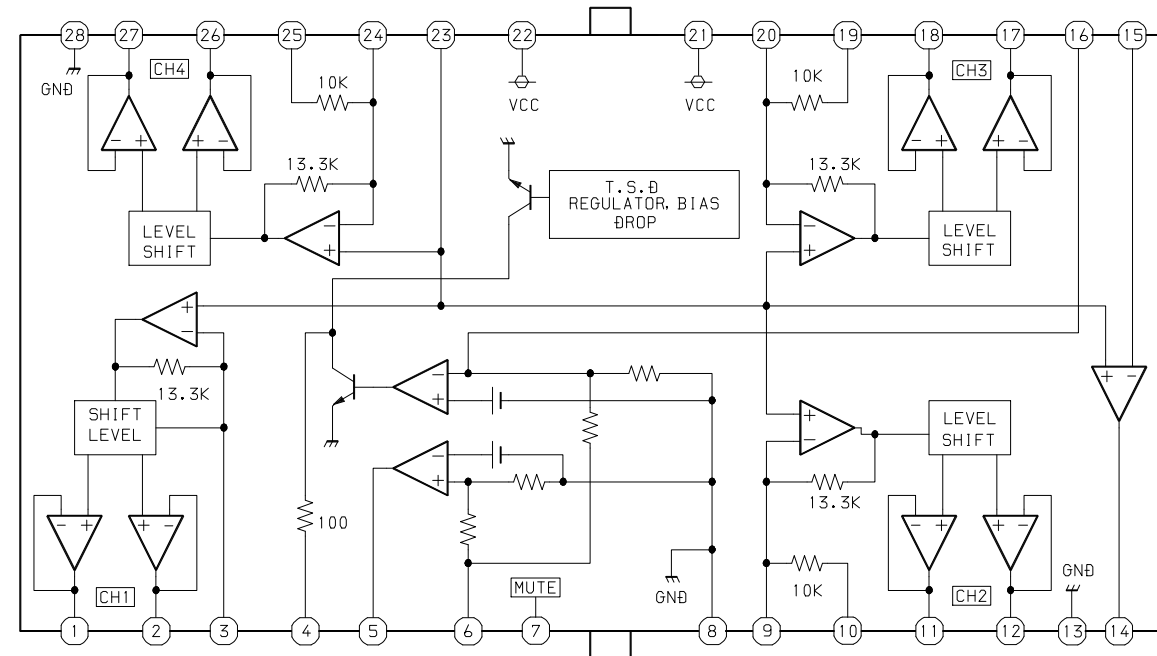 28 27 26 25 24 23 22 21 20 19 18 17 16 15
GND CH4 10K VCC VCC 10K CH3
- + + - + - + -
13.3K T.S.D 13.3K
REGULATOR, BIAS
DROP
LEVEL
SHIFT
-
+
-
+
LEVEL
SHIFT
+
-
13.3K
SHIFT
LEVEL
-
+
+ -
+
-
LEVEL
SHIFT
-
+
13.3K
- + + - 100 - + + -
CH1 MUTE GND 10K CH2 GND
1 2 3 4 5 6 7 8 9 10 11 12 13 14